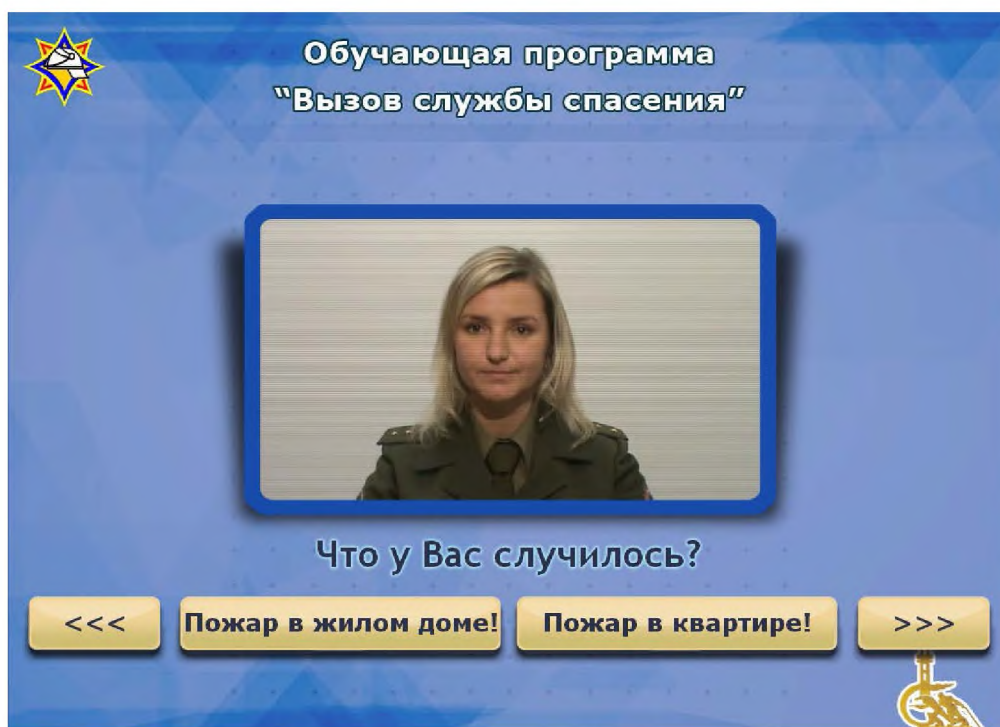 Обучающая программа
“Вызов службы спасения”
Что у Вас случилось?
<<<
Пожар в жилом доме!
Пожар в квартире!
>>>